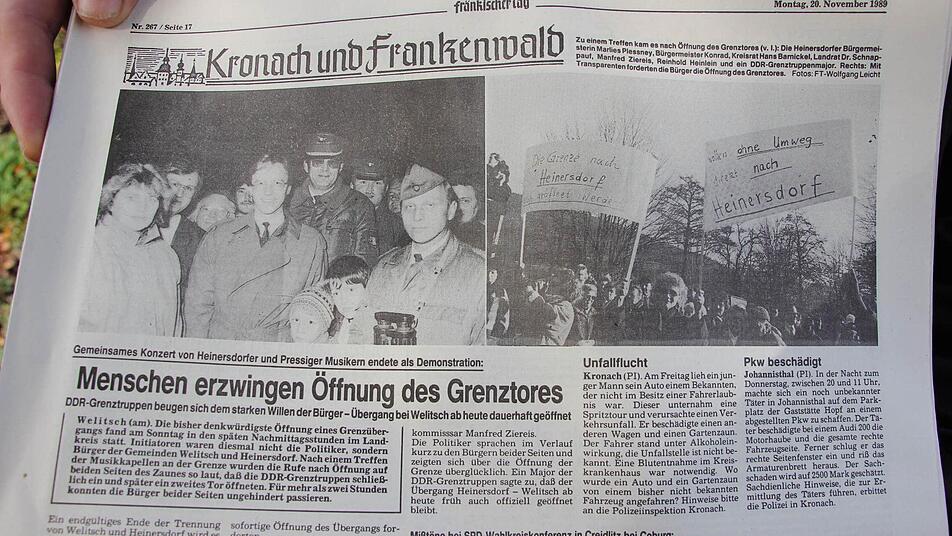 fränkischer tag
Montag, 20. November 1989
Nr. 267 / Seite 17
Kronach und Frankenwald
Zu einem Treffen kam es nach Öffnung des Grenztores (v. l.): Die Heinersdorfer Bürgermei-
sterin Marlies Plessney, Bürgermeister Konrad, Kreisrat Hans Barnickel, Landrat Dr. Schnap-
pauf, Manfred Ziereis, Reinhold Heinlein und ein DDR-Grenztruppenmajor. Rechts: Mit
Transparenten forderten die Bürger die Öffnung des Grenztores. Fotos: FT-Wolfgang Leicht
Die Grenze nach
Heinersdorf
geöffnet werde
wollen ohne Umweg
direkt nach
Heinersdorf
Gemeinsames Konzert von Heinersdorfer und Pressiger Musikern endete als Demonstration:
Menschen erzwingen Öffnung des Grenztores
DDR-Grenztruppen beugen sich dem starken Willen der Bürger – Übergang bei Welitsch ab heute dauerhaft geöffnet
Welitsch (am). Die bisher denkwürdigste Öffnung eines Grenzüber-
gangs fand am Sonntag in den späten Nachmittagsstunden im Land-
kreis statt. Initiatoren waren diesmal nicht die Politiker, sondern
Bürger der Gemeinden Welitsch und Heinersdorf. Nach einem Treffen
der Musikkapellen an der Grenze wurden die Rufe nach Öffnung auf
beiden Seiten des Zaunes so laut, daß die DDR-Grenztruppen schließ-
lich ein und später ein zweites Tor öffneten. Für mehr als zwei Stunden
konnten die Bürger beider Seiten ungehindert passieren.
Ein endgültiges Ende der Trennung
von Welitsch und Heinersdorf wird es
sofortige Öffnung des Übergangs for-
derten
kommissar Manfred Ziereis.
Die Politiker sprachen im Verlauf
kurz zu den Bürgern beider Seiten und
zeigten sich über die Öffnung der
Grenze überglücklich. Ein Major der
DDR-Grenztruppen sagte zu, daß der
Übergang Heinersdorf – Welitsch ab
heute früh auch offiziell geöffnet
bleibt.
Unfallflucht
Kronach (PI). Am Freitag lieh ein jun-
ger Mann sein Auto einem Bekannten,
der nicht im Besitz einer Fahrerlaub-
nis war. Dieser unternahm eine
Spritztour und verursachte einen Ver-
kehrsunfall. Er beschädigte einen an-
deren Wagen und einen Gartenzaun.
Der Fahrer stand unter Alkoholein-
wirkung, die Unfallstelle ist nicht be-
kannt. Eine Blutentnahme im Kreis-
krankenhaus war notwendig. Wo
wurde ein Auto und ein Gartenzaun
von einem bisher nicht bekannten
Fahrzeug angefahren? Hinweise bitte
an die Polizeiinspektion Kronach.
Pkw beschädigt
Johannisthal (PI). In der Nacht zum
Donnerstag, zwischen 20 und 11 Uhr,
machte sich ein noch unbekannter
Täter in Johannisthal auf dem Park-
platz der Gaststätte Hopf an einem
abgestellten Pkw zu schaffen. Der Tä-
ter beschädigte bei einem Audi 200 die
Motorhaube und die gesamte rechte
Fahrzeugseite. Ferner schlug er das
rechte Seitenfenster ein und riß das
Armaturenbrett heraus. Der Sach-
schaden wird auf 2500 Mark geschätzt.
Sachdienliche Hinweise, die zur Er-
mittlung des Täters führen, erbittet
die Polizei in Kronach.
Mißtöne bei SPD-Wahlkreiskonferenz in Creidlitz bei Coburg: